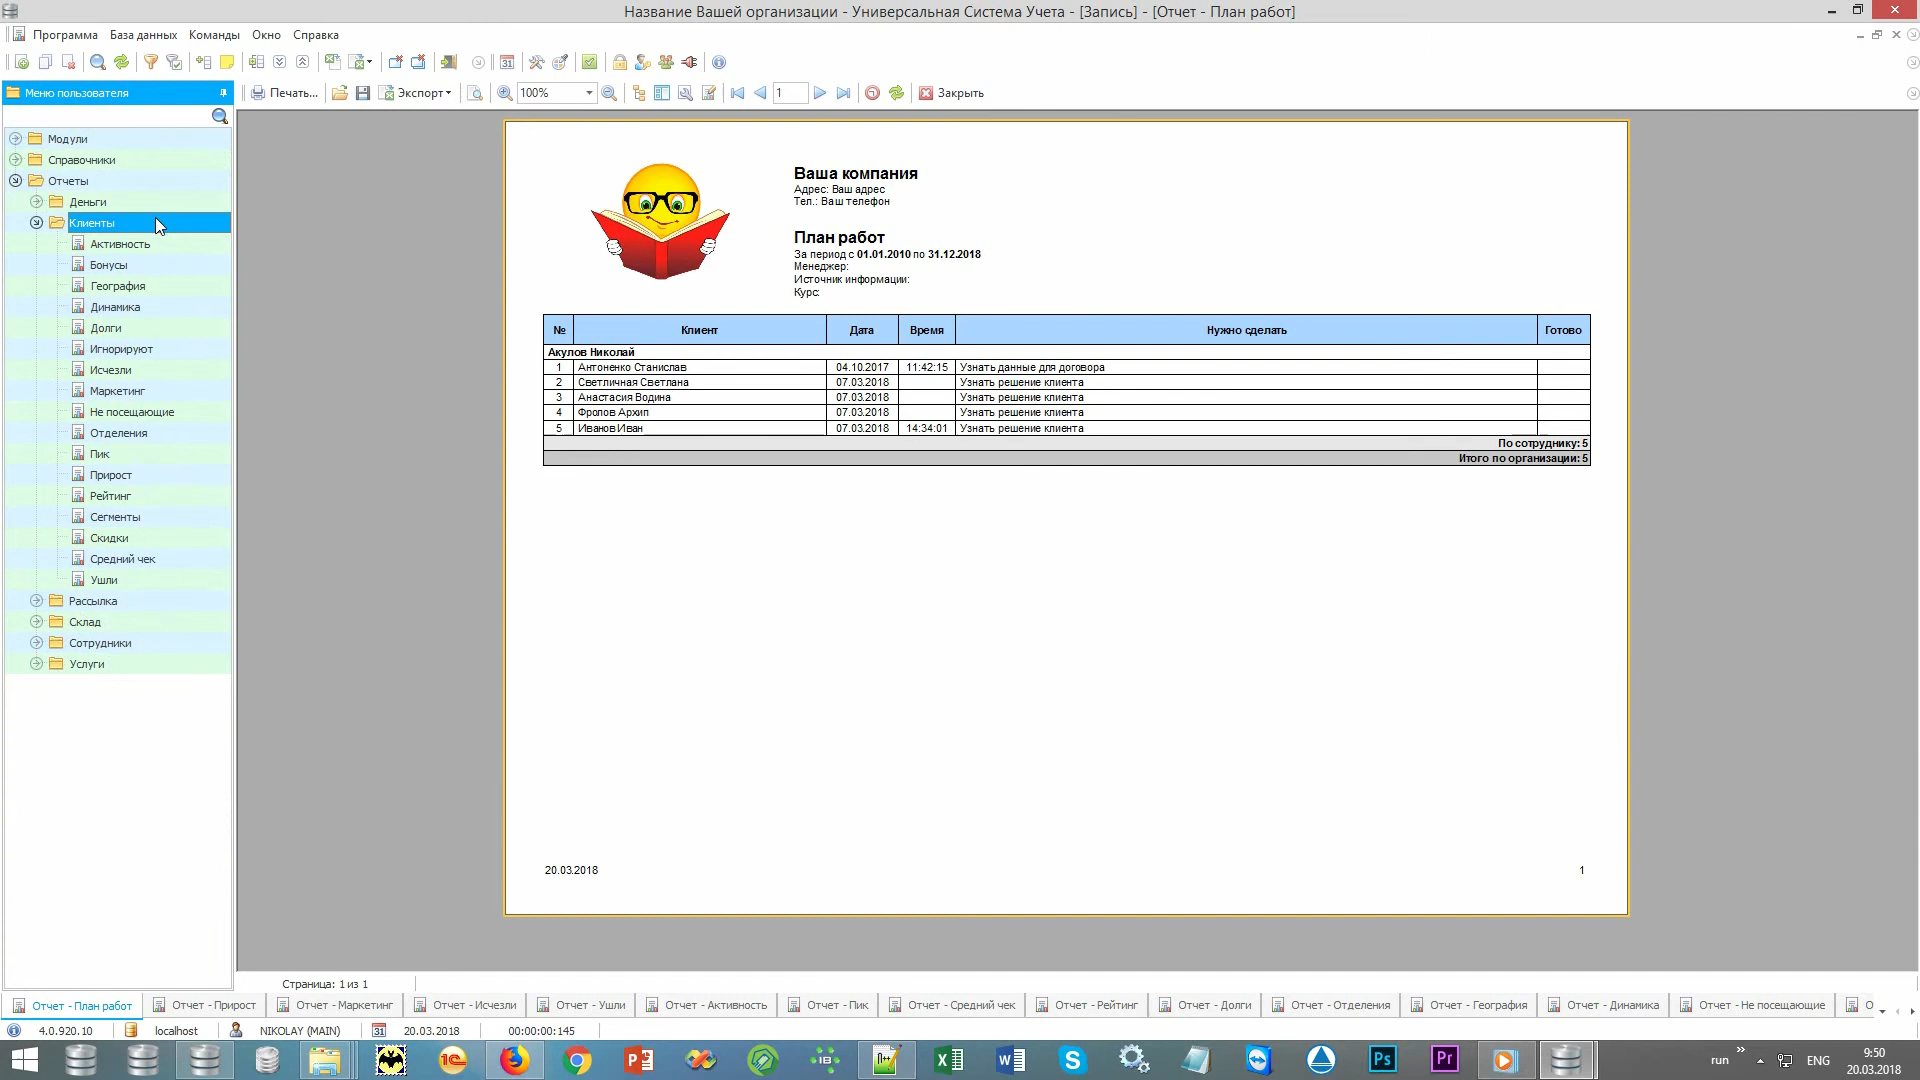 Название Вашей организации - Универсальная Система Учета - [Запись] - [Отчет - План работ]
Программа База данных Команды Окно Справка
Меню пользователя
Печать... Экспорт 100% 1 Закрыть
Модули
Справочники
Отчеты
Деньги
Клиенты
Активность
Бонусы
География
Динамика
Долги
Игнорируют
Исчезли
Маркетинг
Не посещающие
Отделения
Пик
Прирост
Рейтинг
Сегменты
Скидки
Средний чек
Ушли
Рассылка
Склад
Сотрудники
Услуги
Ваша компания
Адрес: Ваш адрес
Тел.: Ваш телефон
План работ
За период с 01.01.2010 по 31.12.2018
Менеджер:
Источник информации:
Курс:
№ Клиент Дата Время Нужно сделать Готово
Акулов Николай
1 Антоненко Станислав 04.10.2017 11:42:15 Узнать данные для договора
2 Светличная Светлана 07.03.2018 Узнать решение клиента
3 Анастасия Водина 07.03.2018 Узнать решение клиента
4 Фролов Архип 07.03.2018 Узнать решение клиента
5 Иванов Иван 07.03.2018 14:34:01 Узнать решение клиента
По сотруднику: 5
Итого по организации: 5
20.03.2018 1
Страница: 1 из 1
Отчет - План работ Отчет - Прирост Отчет - Маркетинг Отчет - Исчезли Отчет - Ушли Отчет - Активность Отчет - Пик Отчет - Средний чек Отчет - Рейтинг Отчет - Долги Отчет - Отделения Отчет - География Отчет - Динамика Отчет - Не посещающие О
4.0.920.10 localhost NIKOLAY (MAIN) 31 20.03.2018 00:00:00:145
run ENG 9:50
20.03.2018